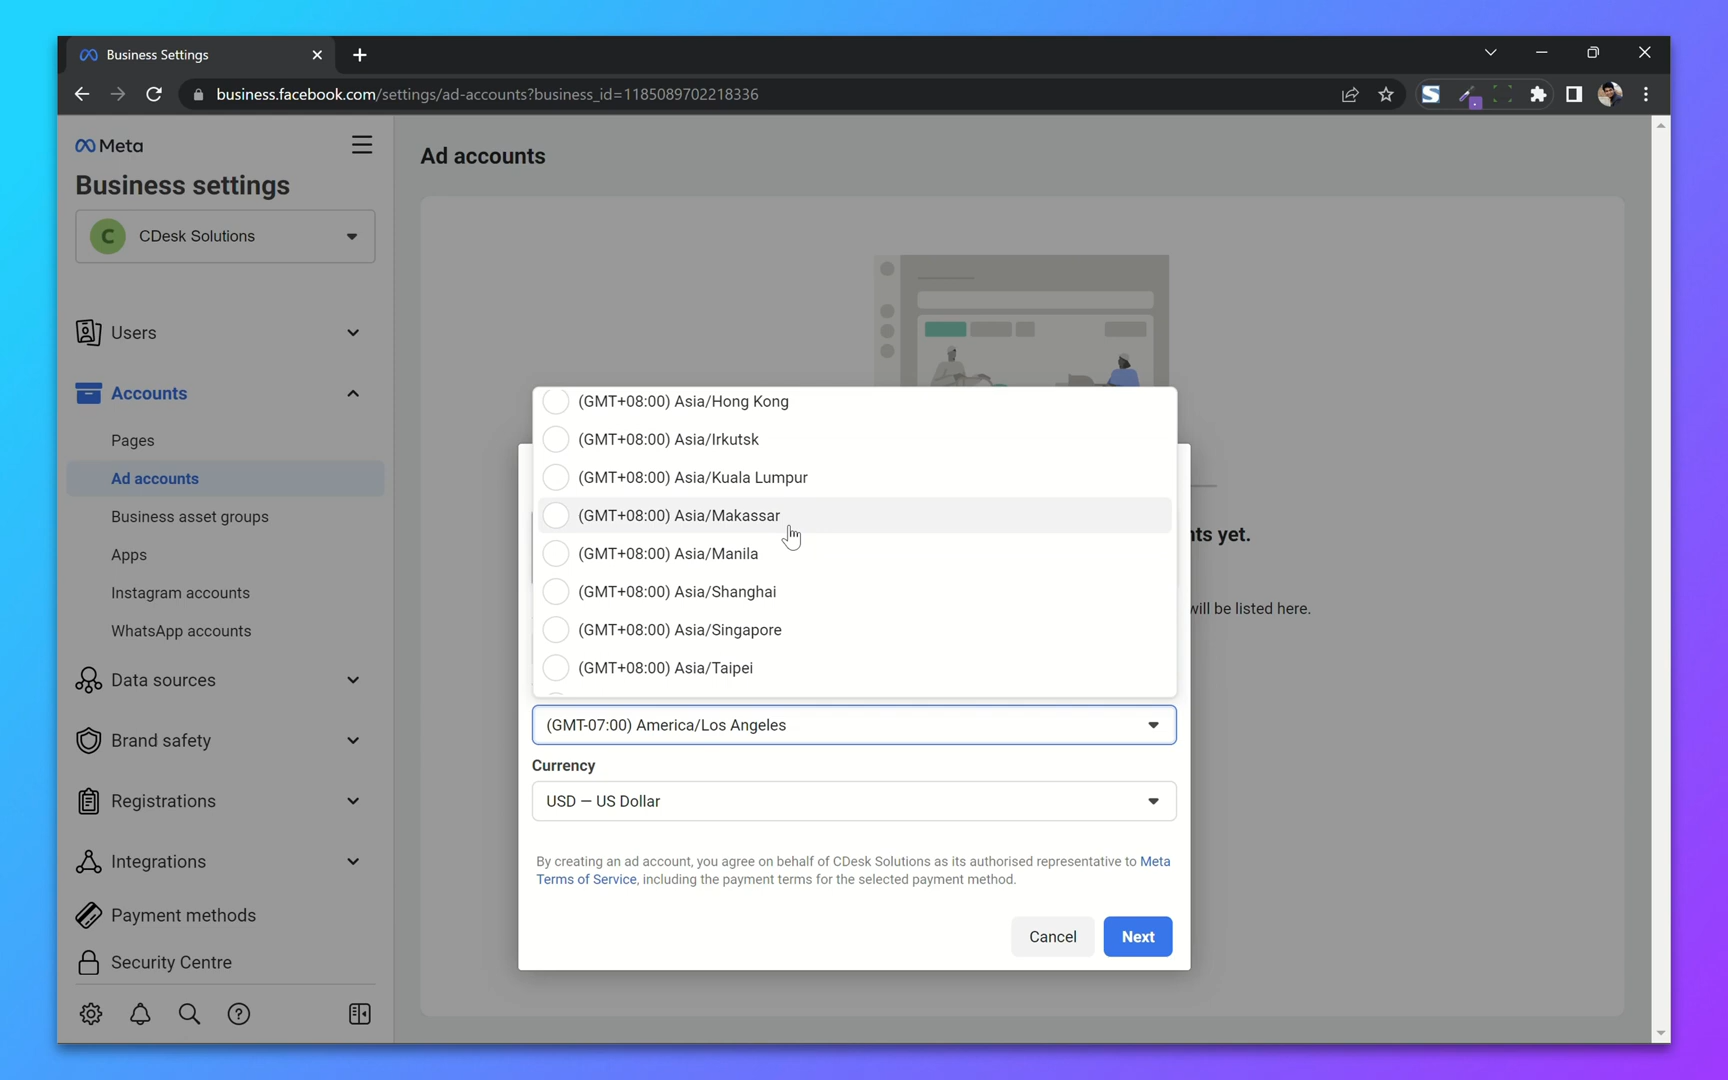 Business Settings
business.facebook.com/settings/ad-accounts?business_id=1185089702218336
Meta
Business settings
C
CDesk Solutions
Users
Accounts
Pages
Ad accounts
Business asset groups
Apps
Instagram accounts
WhatsApp accounts
Data sources
Brand safety
Registrations
Integrations
Payment methods
Security Centre
Ad accounts
(GMT+08:00) Asia/Hong Kong
(GMT+08:00) Asia/Irkutsk
(GMT+08:00) Asia/Kuala Lumpur
(GMT+08:00) Asia/Makassar
(GMT+08:00) Asia/Manila
(GMT+08:00) Asia/Shanghai
(GMT+08:00) Asia/Singapore
(GMT+08:00) Asia/Taipei
nts yet.
will be listed here.
(GMT-07:00) America/Los Angeles
Currency
USD — US Dollar
By creating an ad account, you agree on behalf of CDesk Solutions as its authorised representative to Meta
Terms of Service, including the payment terms for the selected payment method.
Cancel
Next